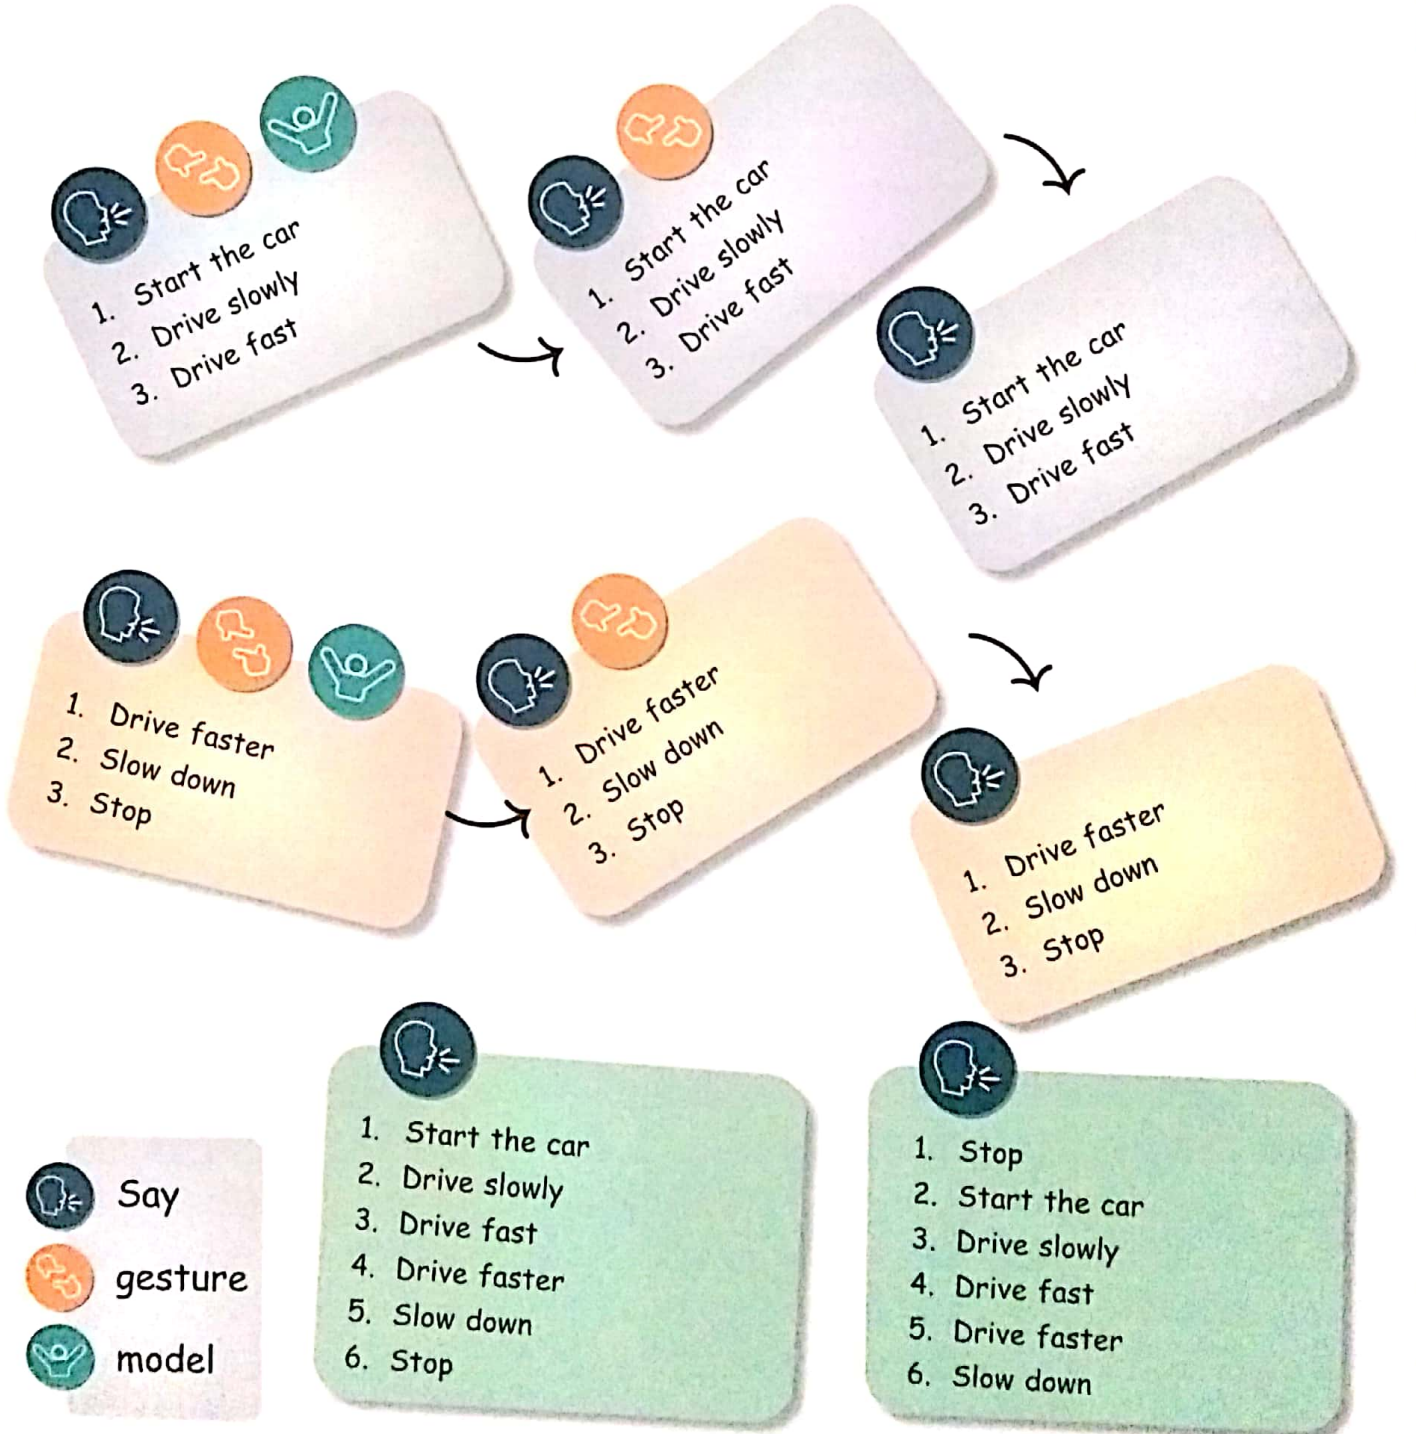 1. Start the car
2. Drive slowly
3. Drive fast
1. Start the car
2. Drive slowly
3. Drive fast
1. Start the car
2. Drive slowly
3. Drive fast
1. Drive faster
2. Slow down
3. Stop
1. Drive faster
2. Slow down
3. Stop
1. Drive faster
2. Slow down
3. Stop
Say
gesture
model
1. Start the car
2. Drive slowly
3. Drive fast
4. Drive faster
5. Slow down
6. Stop
1. Stop
2. Start the car
3. Drive slowly
4. Drive fast
5. Drive faster
6. Slow down